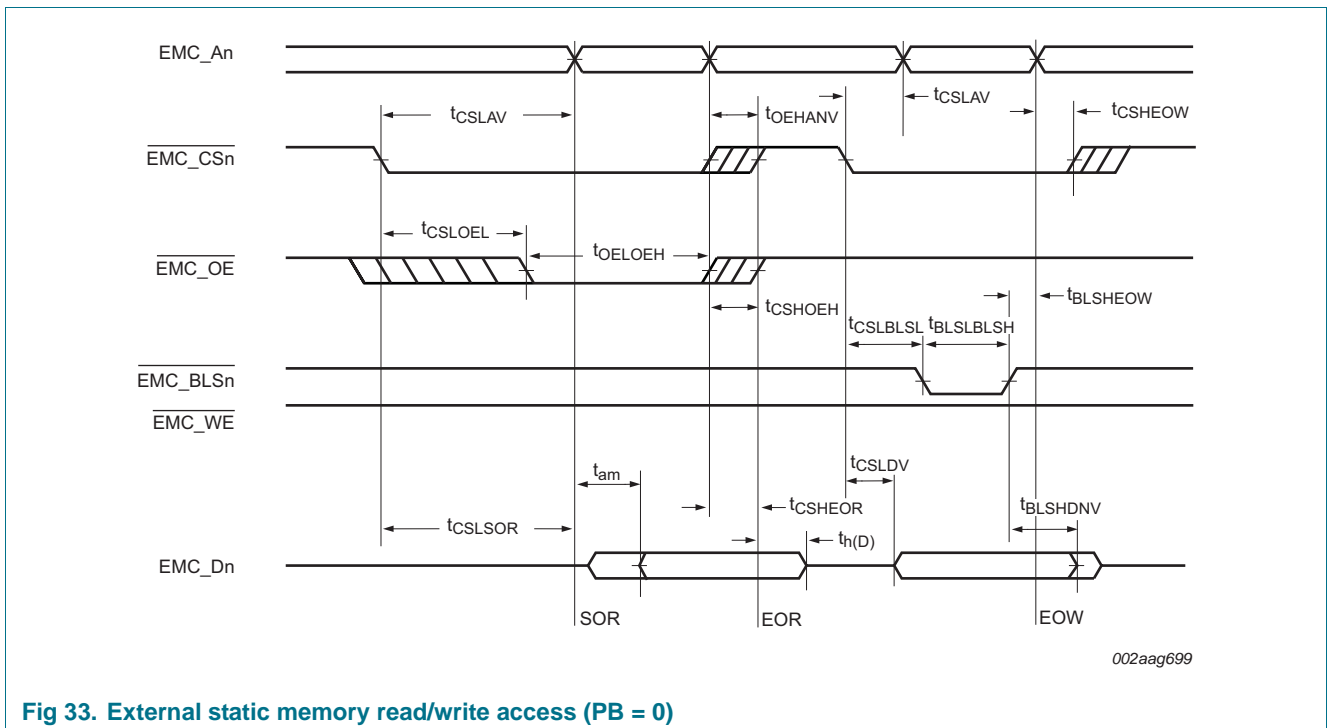 EMC_An
tCSLAV
tOEHANV
tCSLAV
tCSHEOW
EMC_CSn
tCSLOEL
tOELOEH
EMC_OE
tCSHOEH
tBLSHEOW
tCSLBLSL
tBLSLBLSH
EMC_BLSn
EMC_WE
tam
tCSLDV
tCSLSOR
tCSHEOR
tBLSHDNV
th(D)
EMC_Dn
SOR
EOR
EOW
002aag699
Fig 33. External static memory read/write access (PB = 0)